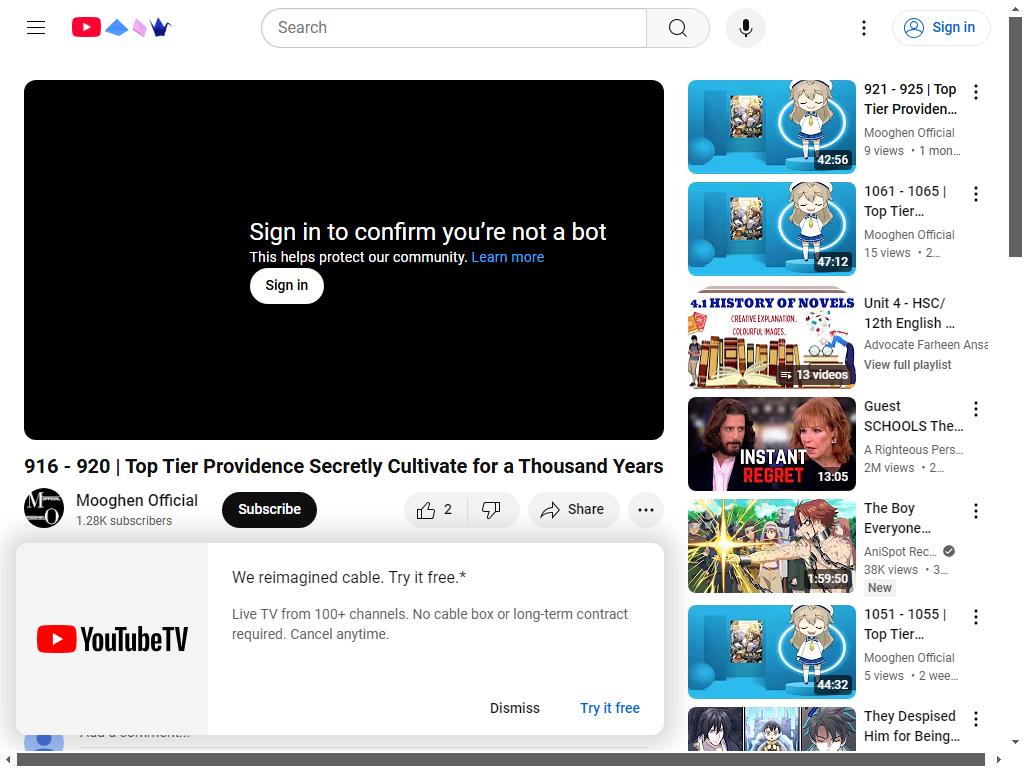 Search
Sign in
Sign in to confirm you’re not a bot
This helps protect our community. Learn more
Sign in
916 - 920 | Top Tier Providence Secretly Cultivate for a Thousand Years
Mooghen Official
1.28K subscribers
Subscribe
2
Share
We reimagined cable. Try it free.*
Live TV from 100+ channels. No cable box or long-term contract
required. Cancel anytime.
YouTubeTV
Dismiss
Try it free
Add a comment...
921 - 925 | Top
Tier Providen...
Mooghen Official
9 views • 1 mon...
42:56
1061 - 1065 |
Top Tier...
Mooghen Official
15 views • 2...
47:12
4.1 HISTORY OF NOVELS
CREATIVE EXPLANATION..
COLOURFUL IMAGES..
13 videos
Unit 4 - HSC/
12th English ...
Advocate Farheen Ansa
View full playlist
INSTANT
REGRET
13:05
Guest
SCHOOLS The...
A Righteous Pers...
2M views • 2...
The Boy
Everyone...
AniSpot Rec...
38K views • 3...
New
1:59:50
1051 - 1055 |
Top Tier...
Mooghen Official
5 views • 2 wee...
44:32
They Despised
Him for Being...